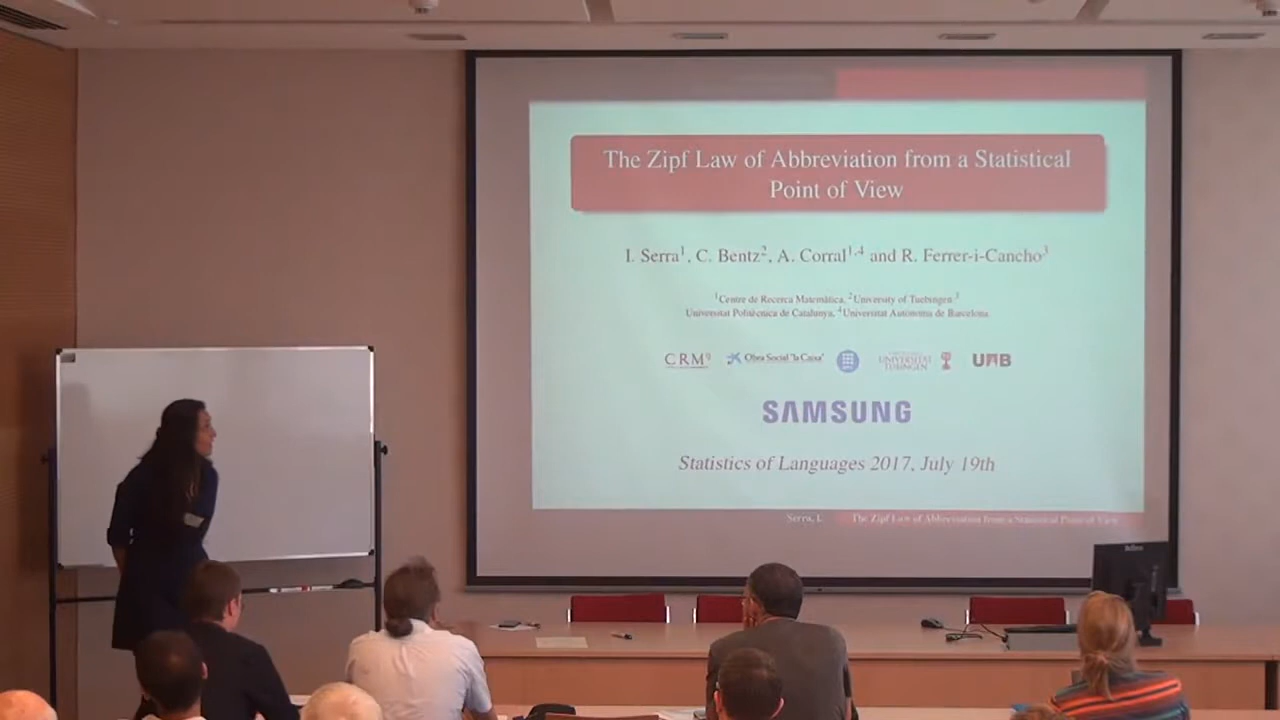 The Zipf Law of Abbreviation from a Statistical
Point of View
I. Serra1, C. Bentz2, A. Corral1,4 and R. Ferrer-i-Cancho3
1Centre de Recerca Matemàtica, 2University of Tuebingen, 3
Universitat Politècnica de Catalunya, 4Universitat Autònoma de Barcelona
CRM Obra Social "la Caixa" UNIVERSITÄT TÜBINGEN UAB
SAMSUNG
Statistics of Languages 2017, July 19th
Serra, I. The Zipf Law of Abbreviation from a Statistical Point of View